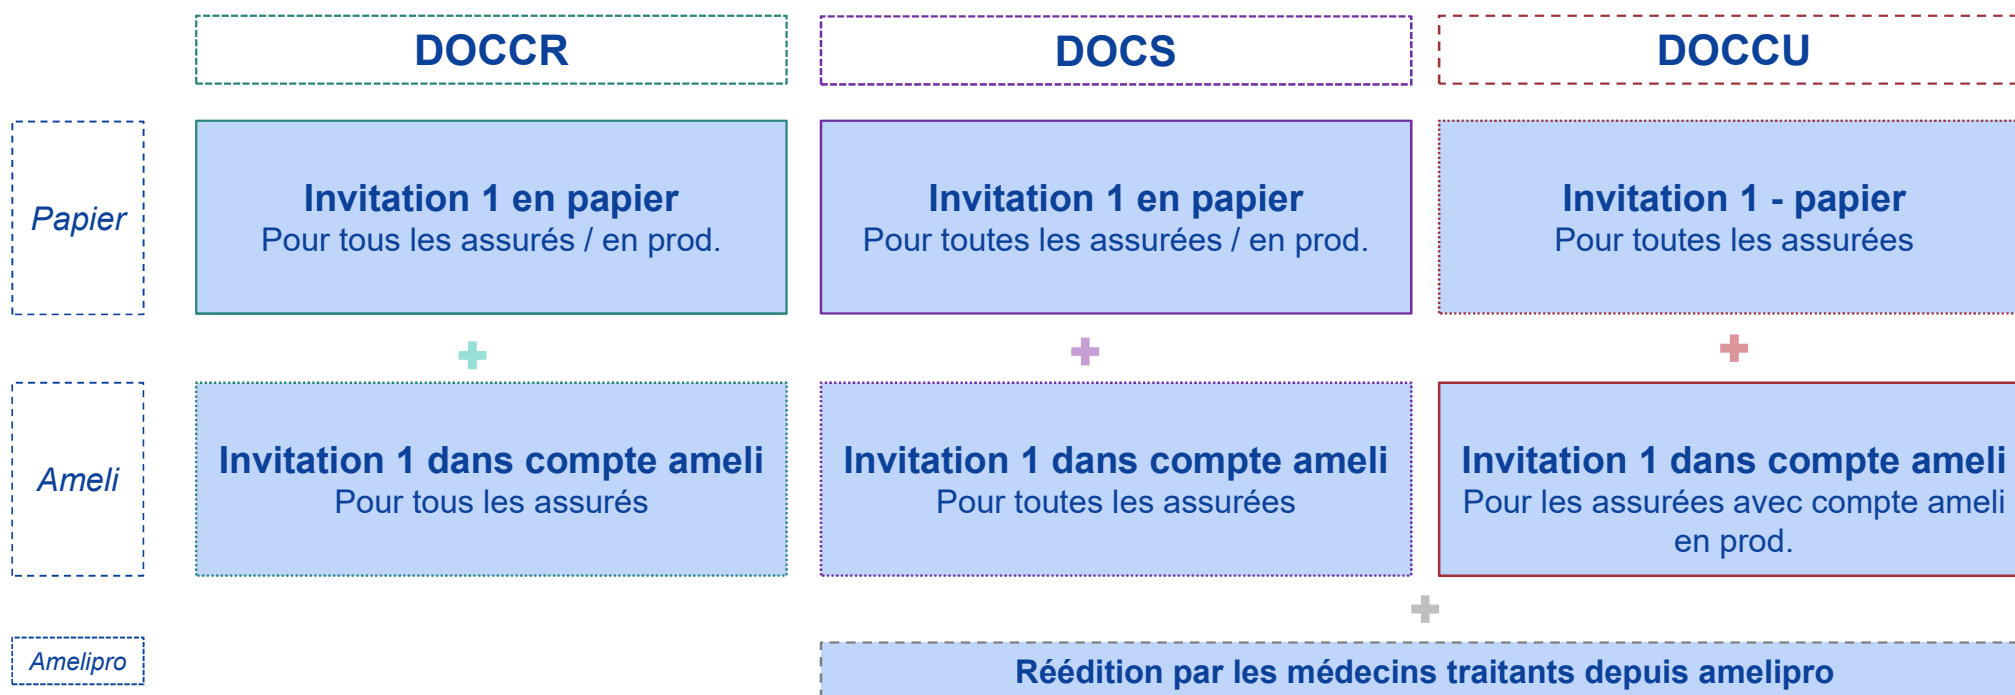 DOCCR
DOCS
DOCCU
Papier
Invitation 1 en papier
Pour tous les assurés / en prod.
Invitation 1 en papier
Pour toutes les assurées / en prod.
Invitation 1 - papier
Pour toutes les assurées
Ameli
Invitation 1 dans compte ameli
Pour tous les assurés
Invitation 1 dans compte ameli
Pour toutes les assurées
Invitation 1 dans compte ameli
Pour les assurées avec compte ameli
en prod.
Amelipro
Réédition par les médecins traitants depuis amelipro